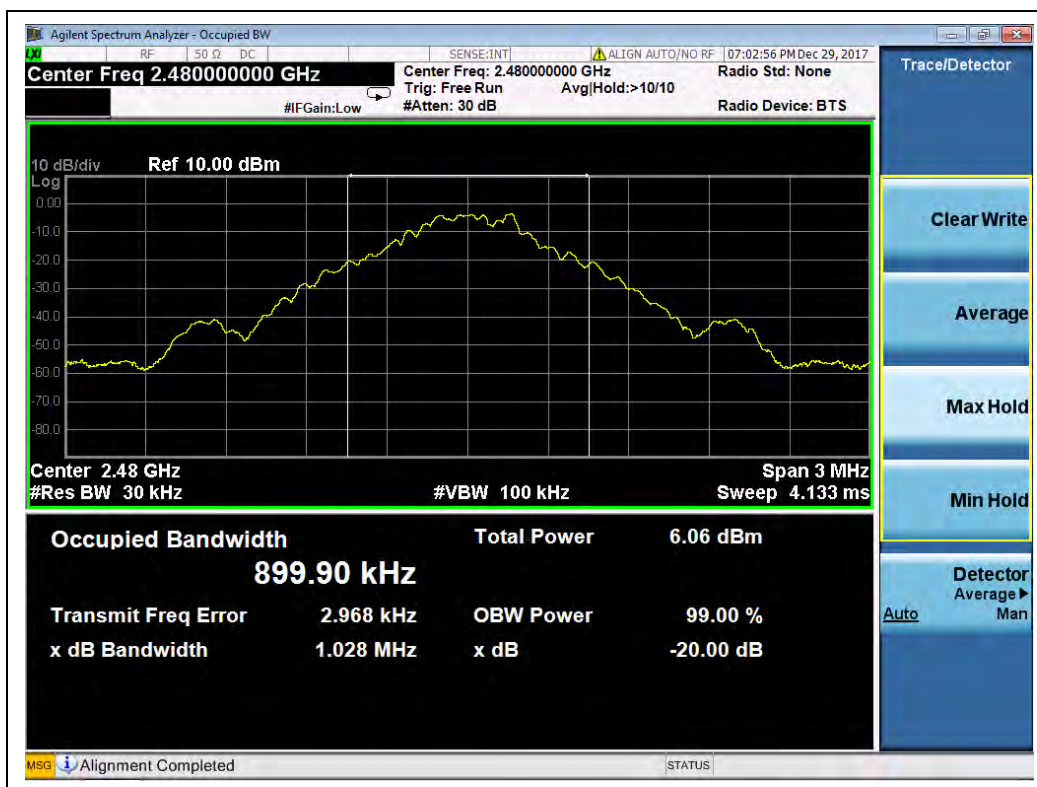 Agilent Spectrum Analyzer - Occupied BW
LXI RF 50 Ω DC SENSE:INT ALIGN AUTO/NO RF 07:02:56 PM Dec 29, 2017
Center Freq 2.480000000 GHz
Center Freq: 2.480000000 GHz
Radio Std: None
Trig: Free Run Avg|Hold:>10/10
#IFGain:Low
#Atten: 30 dB
Radio Device: BTS
10 dB/div Ref 10.00 dBm
Log
0.00
-10.0
-20.0
-30.0
-40.0
-50.0
-60.0
-70.0
-80.0
Center 2.48 GHz
Span 3 MHz
#Res BW 30 kHz
#VBW 100 kHz
Sweep 4.133 ms
Occupied Bandwidth
899.90 kHz
Total Power 6.06 dBm
Transmit Freq Error 2.968 kHz
OBW Power 99.00 %
x dB Bandwidth 1.028 MHz
x dB -20.00 dB
Trace/Detector
Clear Write
Average
Max Hold
Min Hold
Detector
Average▶
Auto Man
MSG Alignment Completed
STATUS